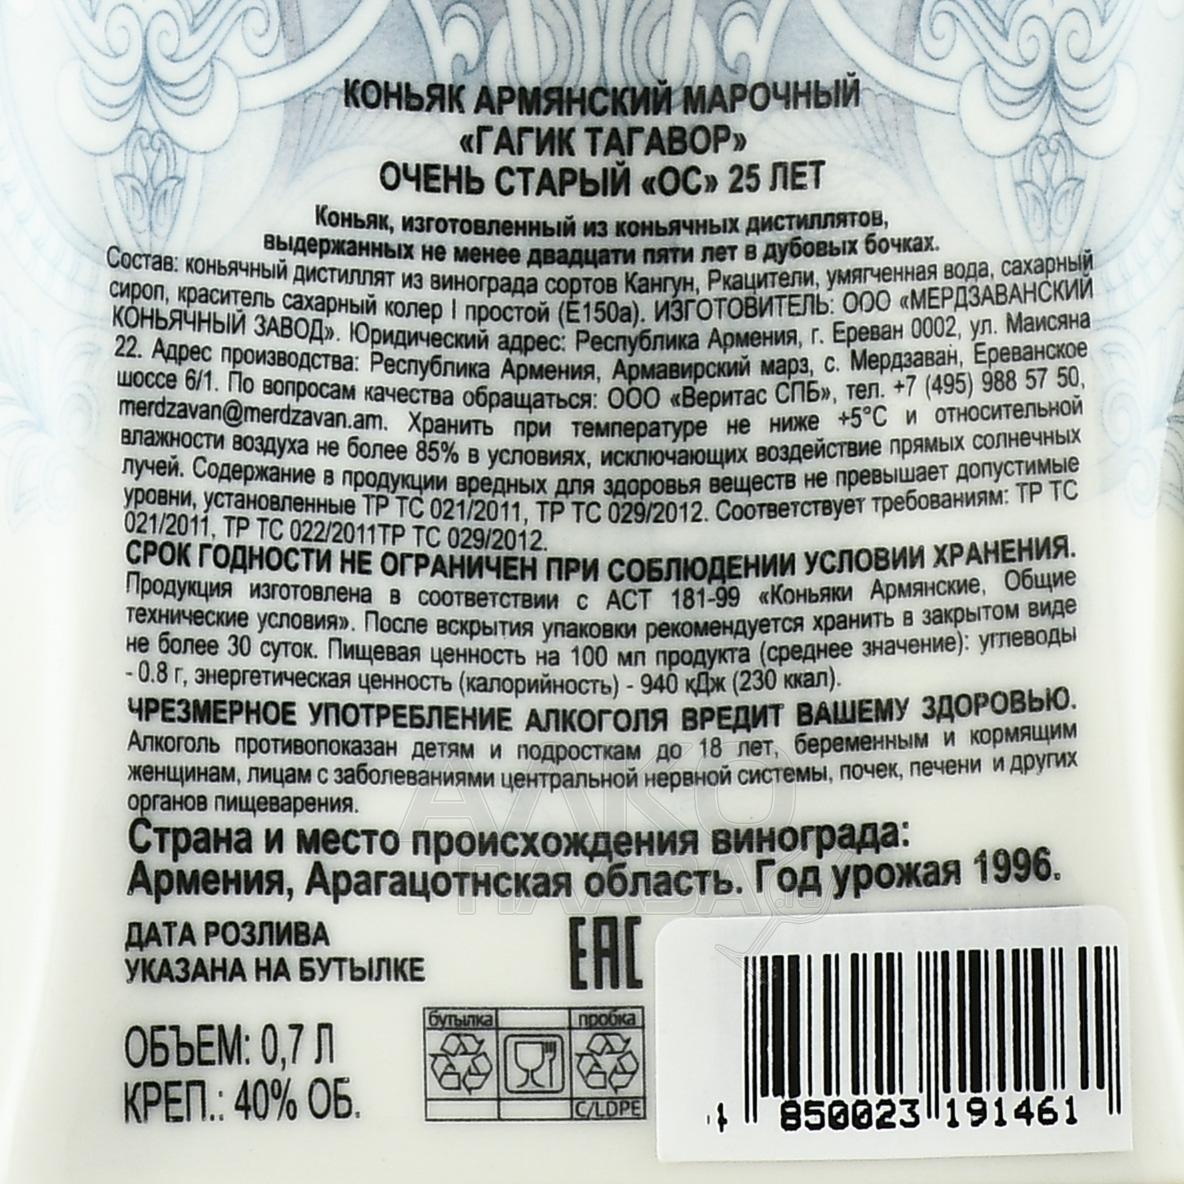 КОНЬЯК АРМЯНСКИЙ МАРОЧНЫЙ
«ГАГИК ТАГАВОР»
ОЧЕНЬ СТАРЫЙ «ОС» 25 ЛЕТ
Коньяк, изготовленный из коньячных дистиллятов,
выдержанных не менее двадцати пяти лет в дубовых бочках.
Состав: коньячный дистиллят из винограда сортов Кангун, Ркацители, умягченная вода, сахарный
сироп, краситель сахарный колер I простой (Е150а). ИЗГОТОВИТЕЛЬ: ООО «МЕРДЗАВАНСКИЙ
КОНЬЯЧНЫЙ ЗАВОД». Юридический адрес: Республика Армения, г. Ереван 0002, ул. Маисяна
22. Адрес производства: Республика Армения, Армавирский марз, с. Мердзаван, Ереванское
шоссе 6/1. По вопросам качества обращаться: ООО «Веритас СПБ», тел. +7 (495) 988 57 50,
merdzavan@merdzavan.am. Хранить при температуре не ниже +5°С и относительной
влажности воздуха не более 85% в условиях, исключающих воздействие прямых солнечных
лучей. Содержание в продукции вредных для здоровья веществ не превышает допустимые
уровни, установленные ТР ТС 021/2011, ТР ТС 029/2012. Соответствует требованиям: ТР ТС
021/2011, ТР ТС 022/2011ТР ТС 029/2012.
СРОК ГОДНОСТИ НЕ ОГРАНИЧЕН ПРИ СОБЛЮДЕНИИ УСЛОВИИ ХРАНЕНИЯ.
Продукция изготовлена в соответствии с АСТ 181-99 «Коньяки Армянские, Общие
технические условия». После вскрытия упаковки рекомендуется хранить в закрытом виде
не более 30 суток. Пищевая ценность на 100 мл продукта (среднее значение): углеводы
- 0.8 г, энергетическая ценность (калорийность) - 940 кДж (230 ккал).
ЧРЕЗМЕРНОЕ УПОТРЕБЛЕНИЕ АЛКОГОЛЯ ВРЕДИТ ВАШЕМУ ЗДОРОВЬЮ.
Алкоголь противопоказан детям и подросткам до 18 лет, беременным и кормящим
женщинам, лицам с заболеваниями центральной нервной системы, почек, печени и других
органов пищеварения.
Страна и место происхождения винограда:
Армения, Арагацотнская область. Год урожая 1996.
АЛКО
НАВЗА.ru
ДАТА РОЗЛИВА
УКАЗАНА НА БУТЫЛКЕ
EAC
ОБЪЕМ: 0,7 Л
КРЕП.: 40% ОБ.
бутылка пробка
C/LDPE
4 850023 191461